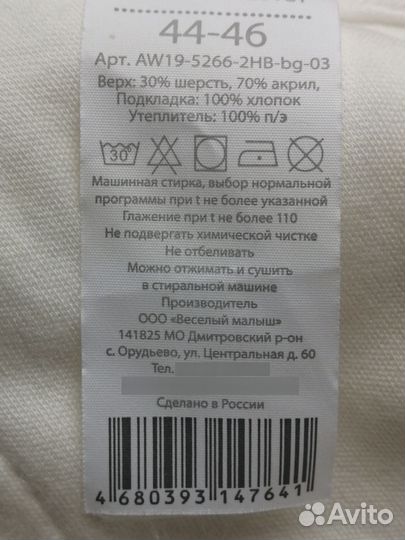 44-46
Арт. AW19-5266-2HB-bg-03
Верх: 30% шерсть, 70% акрил,
Подкладка: 100% хлопок
Утеплитель: 100% п/э
30
Машинная стирка, выбор нормальной
программы при t не более указанной
Глажение при t не более 110
Не подвергать химической чистке
Не отбеливать
Можно отжимать и сушить
в стиральной машине
Производитель
ООО «Веселый малыш»
141825 МО Дмитровский р-он
с. Орудьево, ул. Центральная д. 60
Тел.
Сделано в России
4 680393 147641
Avito